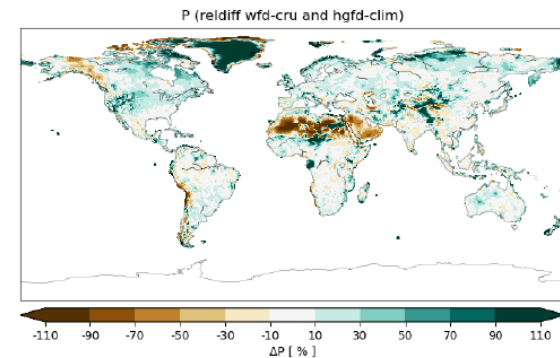 P (reldiff wfd-cru and hgfd-clim)
-110 -90 -70 -50 -30 -10 10 30 50 70 90 110
ΔP [ % ]